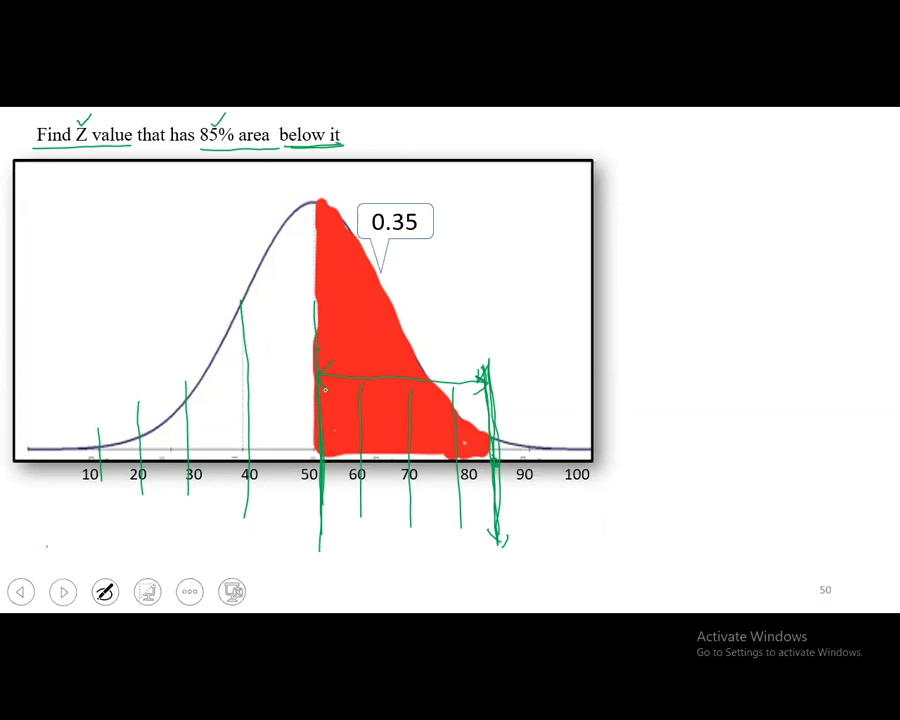 Find Z value that has 85% area below it
0.35
10 20 30 40 50 60 70 80 90 100
50
Activate Windows
Go to Settings to activate Windows.